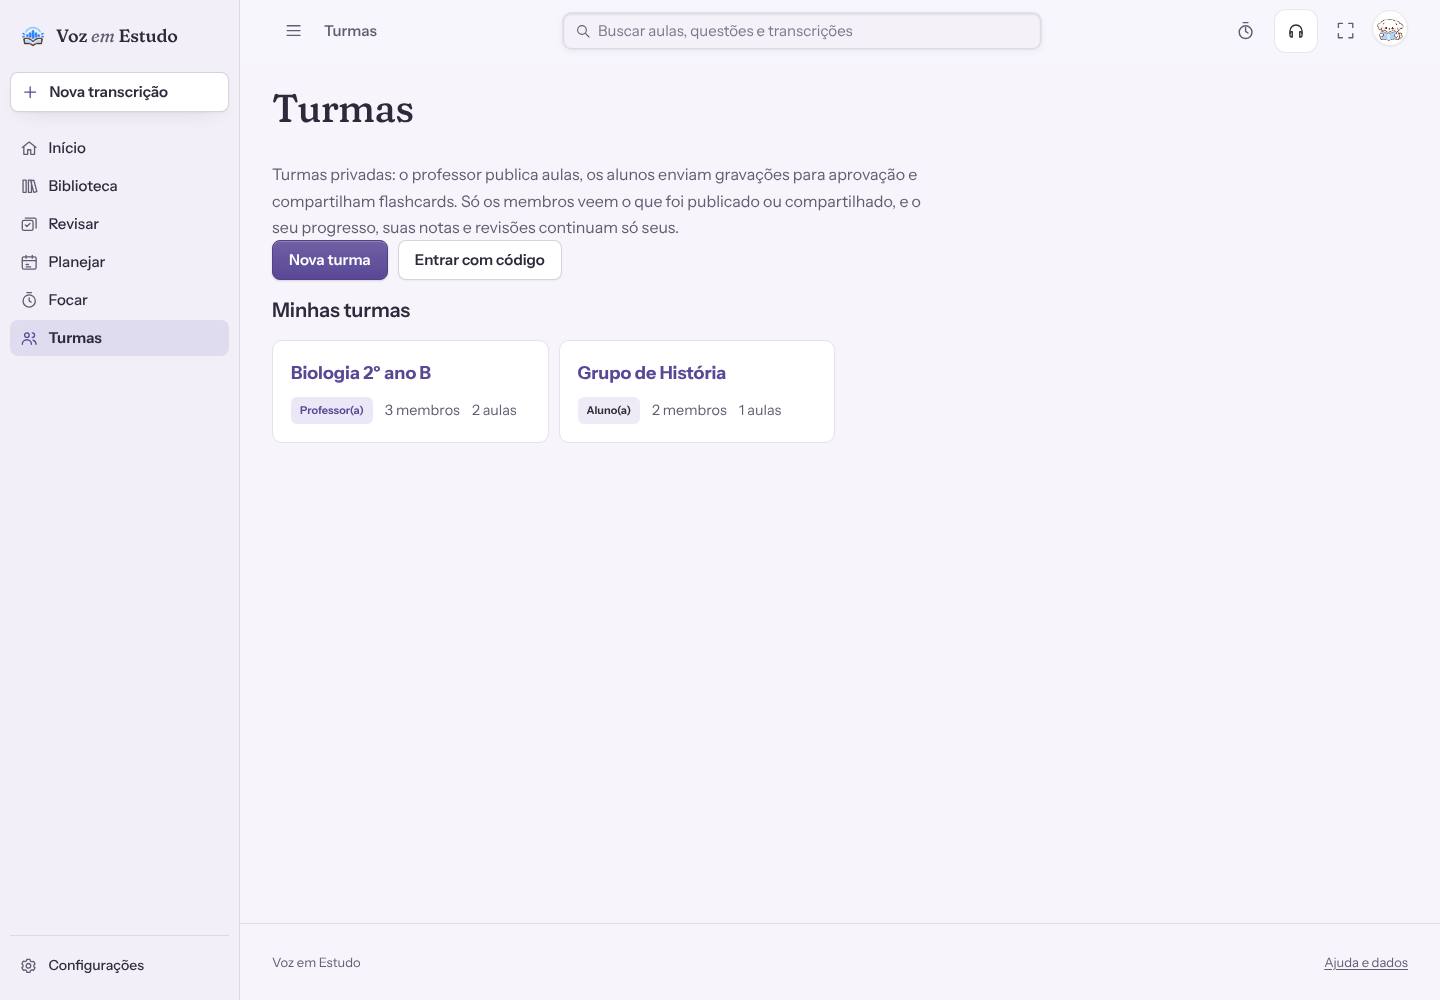 Voz em Estudo
Nova transcrição
Início
Biblioteca
Revisar
Planejar
Focar
Turmas
Configurações
Turmas
Buscar aulas, questões e transcrições
Turmas
Turmas privadas: o professor publica aulas, os alunos enviam gravações para aprovação e
compartilham flashcards. Só os membros veem o que foi publicado ou compartilhado, e o
seu progresso, suas notas e revisões continuam só seus.
Nova turma
Entrar com código
Minhas turmas
Biologia 2º ano B
Professor(a) 3 membros 2 aulas
Grupo de História
Aluno(a) 2 membros 1 aulas
Voz em Estudo
Ajuda e dados